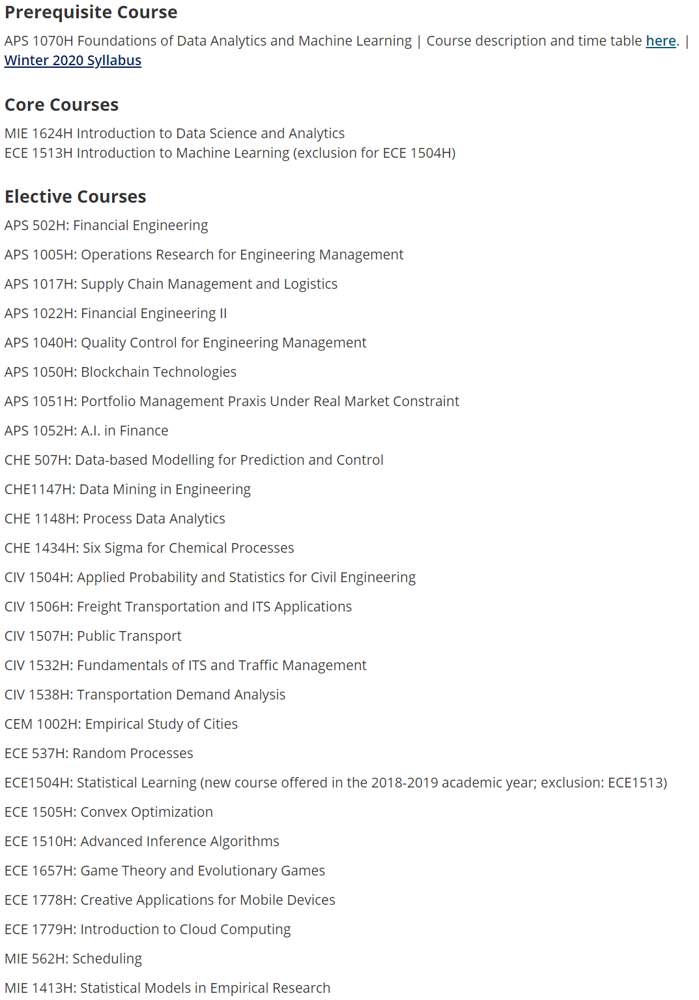 Prerequisite Course
APS 1070H Foundations of Data Analytics and Machine Learning | Course description and time table here. |
Winter 2020 Syllabus
Core Courses
MIE 1624H Introduction to Data Science and Analytics
ECE 1513H Introduction to Machine Learning (exclusion for ECE 1504H)
Elective Courses
APS 502H: Financial Engineering
APS 1005H: Operations Research for Engineering Management
APS 1017H: Supply Chain Management and Logistics
APS 1022H: Financial Engineering II
APS 1040H: Quality Control for Engineering Management
APS 1050H: Blockchain Technologies
APS 1051H: Portfolio Management Praxis Under Real Market Constraint
APS 1052H: A.I. in Finance
CHE 507H: Data-based Modelling for Prediction and Control
CHE1147H: Data Mining in Engineering
CHE 1148H: Process Data Analytics
CHE 1434H: Six Sigma for Chemical Processes
CIV 1504H: Applied Probability and Statistics for Civil Engineering
CIV 1506H: Freight Transportation and ITS Applications
CIV 1507H: Public Transport
CIV 1532H: Fundamentals of ITS and Traffic Management
CIV 1538H: Transportation Demand Analysis
CEM 1002H: Empirical Study of Cities
ECE 537H: Random Processes
ECE1504H: Statistical Learning (new course offered in the 2018-2019 academic year; exclusion: ECE1513)
ECE 1505H: Convex Optimization
ECE 1510H: Advanced Inference Algorithms
ECE 1657H: Game Theory and Evolutionary Games
ECE 1778H: Creative Applications for Mobile Devices
ECE 1779H: Introduction to Cloud Computing
MIE 562H: Scheduling
MIE 1413H: Statistical Models in Empirical Research